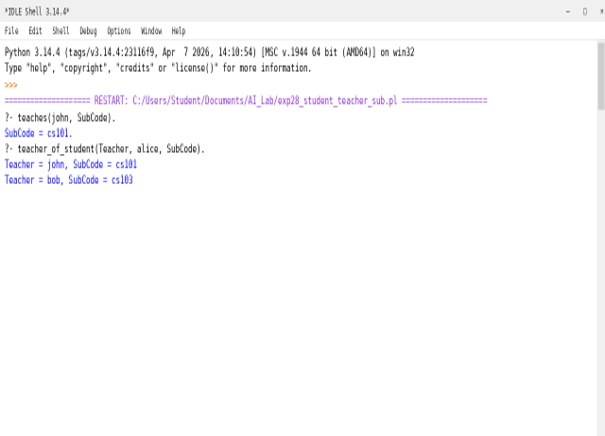 *IDLE Shell 3.14.4*
File Edit Shell Debug Options Window Help
Python 3.14.4 (tags/v3.14.4:23116f9, Apr  7 2026, 14:10:54) [MSC v.1944 64 bit (AMD64)] on win32
Type "help", "copyright", "credits" or "license()" for more information.
>>>
==================== RESTART: C:/Users/Student/Documents/AI_Lab/exp28_student_teacher_sub.pl ====================
?- teaches(john, SubCode).
SubCode = cs101.
?- teacher_of_student(Teacher, alice, SubCode).
Teacher = john, SubCode = cs101
Teacher = bob, SubCode = cs103